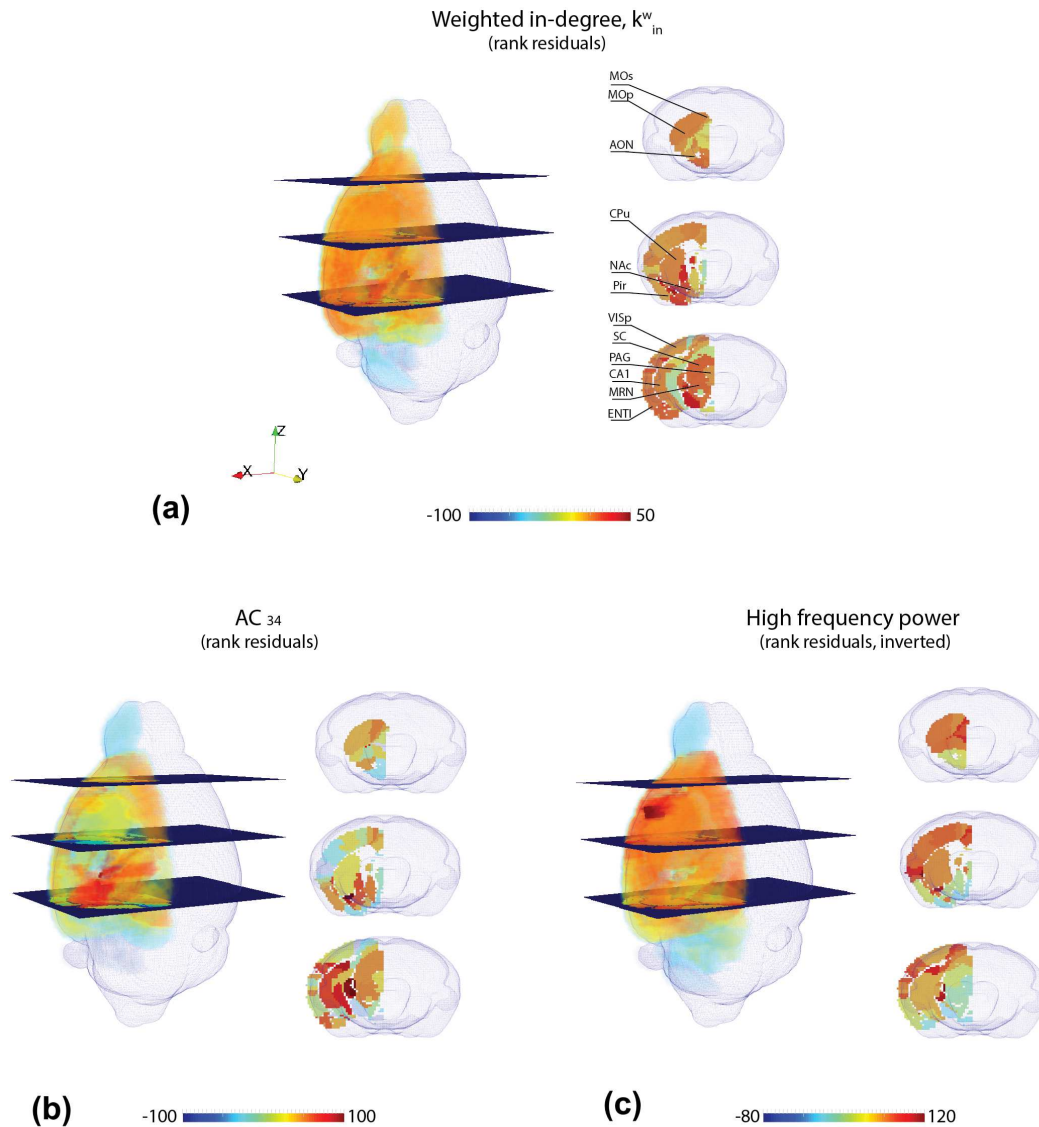 Weighted in-degree, k^w_in
(rank residuals)
MOs
MOp
AON
CPu
NAc
Pir
VISp
SC
PAG
CA1
MRN
ENTl
Z
X
Y
(a)
-100 50
AC 34
(rank residuals)
High frequency power
(rank residuals, inverted)
(b)
-100 100
(c)
-80 120